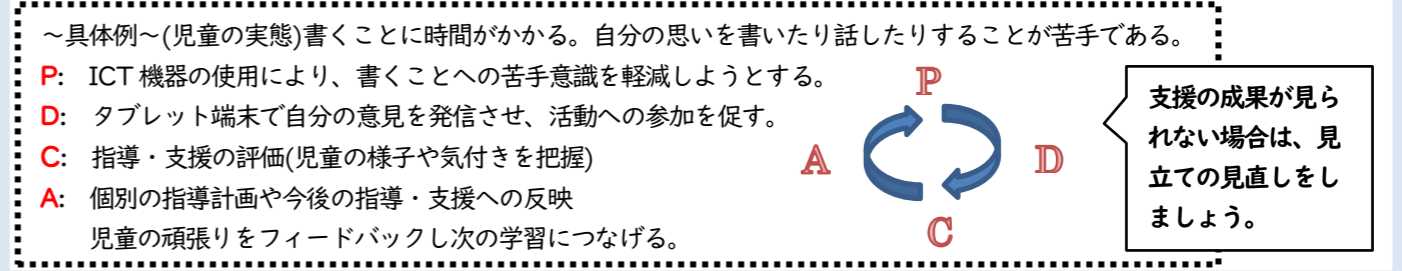 ～具体例～(児童の実態)書くことに時間がかかる。自分の思いを書いたり話したりすることが苦手である。
P: ICT 機器の使用により、書くことへの苦手意識を軽減しようとする。
D: タブレット端末で自分の意見を発信させ、活動への参加を促す。
C: 指導・支援の評価(児童の様子や気付きを把握)
A: 個別の指導計画や今後の指導・支援への反映
児童の頑張りをフィードバックし次の学習につなげる。
P
A
D
C
支援の成果が見ら
れない場合は、見
立ての見直しをし
ましょう。